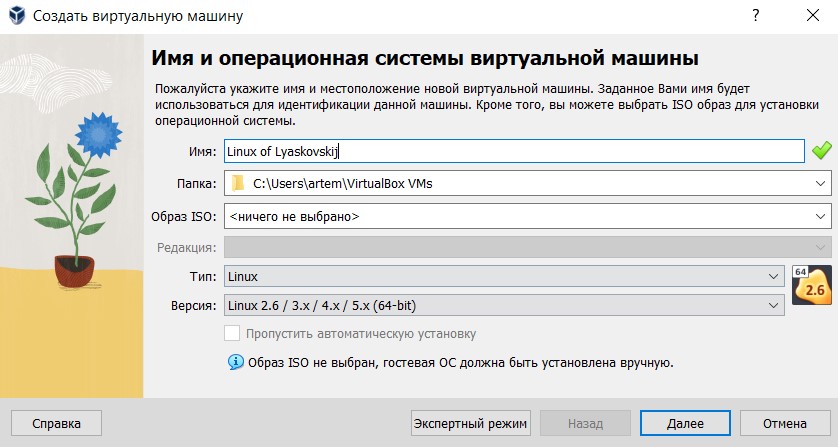 Создать виртуальную машину
Имя и операционная системы виртуальной машины
Пожалуйста укажите имя и местоположение новой виртуальной машины. Заданное Вами имя будет
использоваться для идентификации данной машины. Кроме того, вы можете выбрать ISO образ для установки
операционной системы.
Имя: Linux of Lyaskovskij
Папка: C:\Users\artem\VirtualBox VMs
Образ ISO: <ничего не выбрано>
Редакция:
Тип: Linux
64
2.6
Версия: Linux 2.6 / 3.x / 4.x / 5.x (64-bit)
Пропустить автоматическую установку
Образ ISO не выбран, гостевая ОС должна быть установлена вручную.
Справка Экспертный режим Назад Далее Отмена